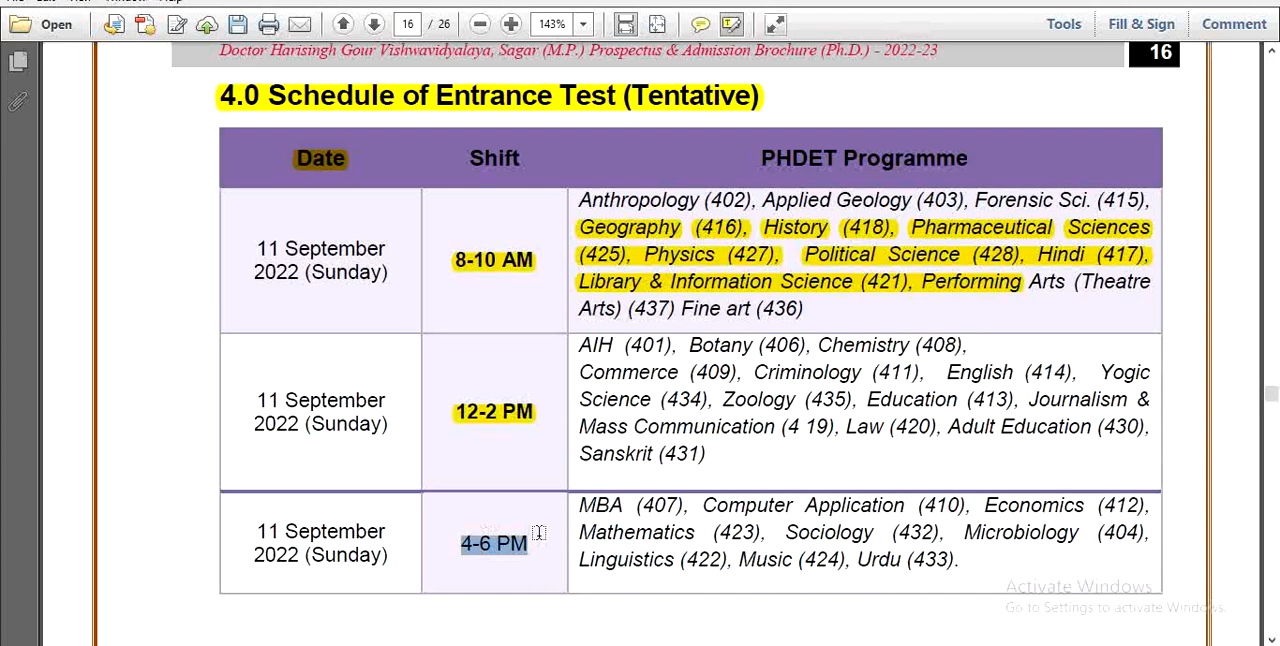 Open
16 / 26
143%
Tools
Fill & Sign
Comment
Doctor Harisingh Gour Vishwavidyalaya, Sagar (M.P.) Prospectus & Admission Brochure (Ph.D.) - 2022-23
16
4.0 Schedule of Entrance Test (Tentative)
Date Shift PHDET Programme
11 September
2022 (Sunday)
8-10 AM
Anthropology (402), Applied Geology (403), Forensic Sci. (415),
Geography (416), History (418), Pharmaceutical Sciences
(425), Physics (427), Political Science (428), Hindi (417),
Library & Information Science (421), Performing Arts (Theatre
Arts) (437) Fine art (436)
11 September
2022 (Sunday)
12-2 PM
AIH (401), Botany (406), Chemistry (408),
Commerce (409), Criminology (411), English (414), Yogic
Science (434), Zoology (435), Education (413), Journalism &
Mass Communication (4 19), Law (420), Adult Education (430),
Sanskrit (431)
11 September
2022 (Sunday)
4-6 PM
MBA (407), Computer Application (410), Economics (412),
Mathematics (423), Sociology (432), Microbiology (404),
Linguistics (422), Music (424), Urdu (433).
Activate Windows
Go to Settings to activate Windows.